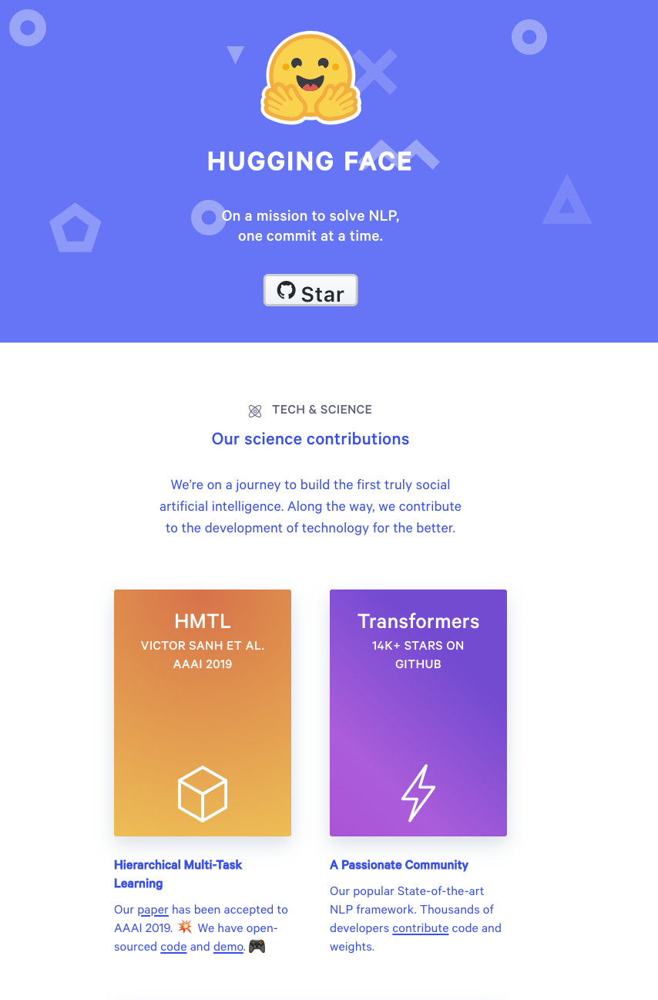 HUGGING FACE
On a mission to solve NLP,
one commit at a time.
Star
TECH & SCIENCE
Our science contributions
We’re on a journey to build the first truly social
artificial intelligence. Along the way, we contribute
to the development of technology for the better.
HMTL
VICTOR SANH ET AL.
AAAI 2019
Hierarchical Multi-Task
Learning
Our paper has been accepted to
AAAI 2019. 💥 We have open-
sourced code and demo. 🎮
Transformers
14K+ STARS ON
GITHUB
A Passionate Community
Our popular State-of-the-art
NLP framework. Thousands of
developers contribute code and
weights.